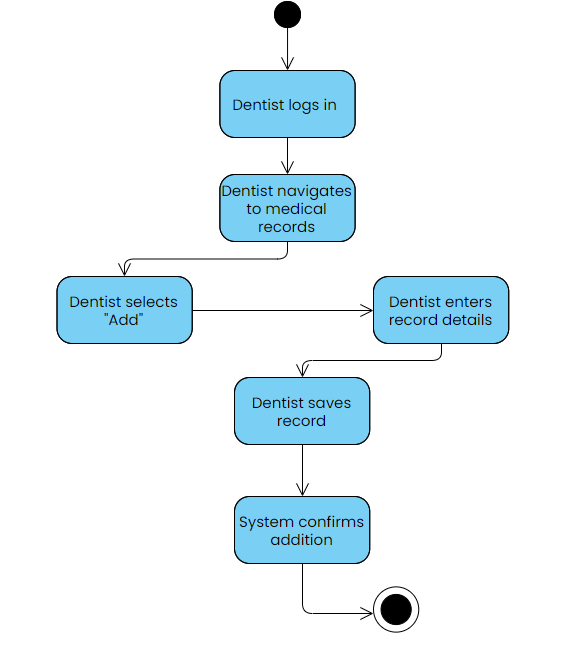 Dentist logs in
Dentist navigates
to medical
records
Dentist selects
"Add"
Dentist enters
record details
Dentist saves
record
System confirms
addition